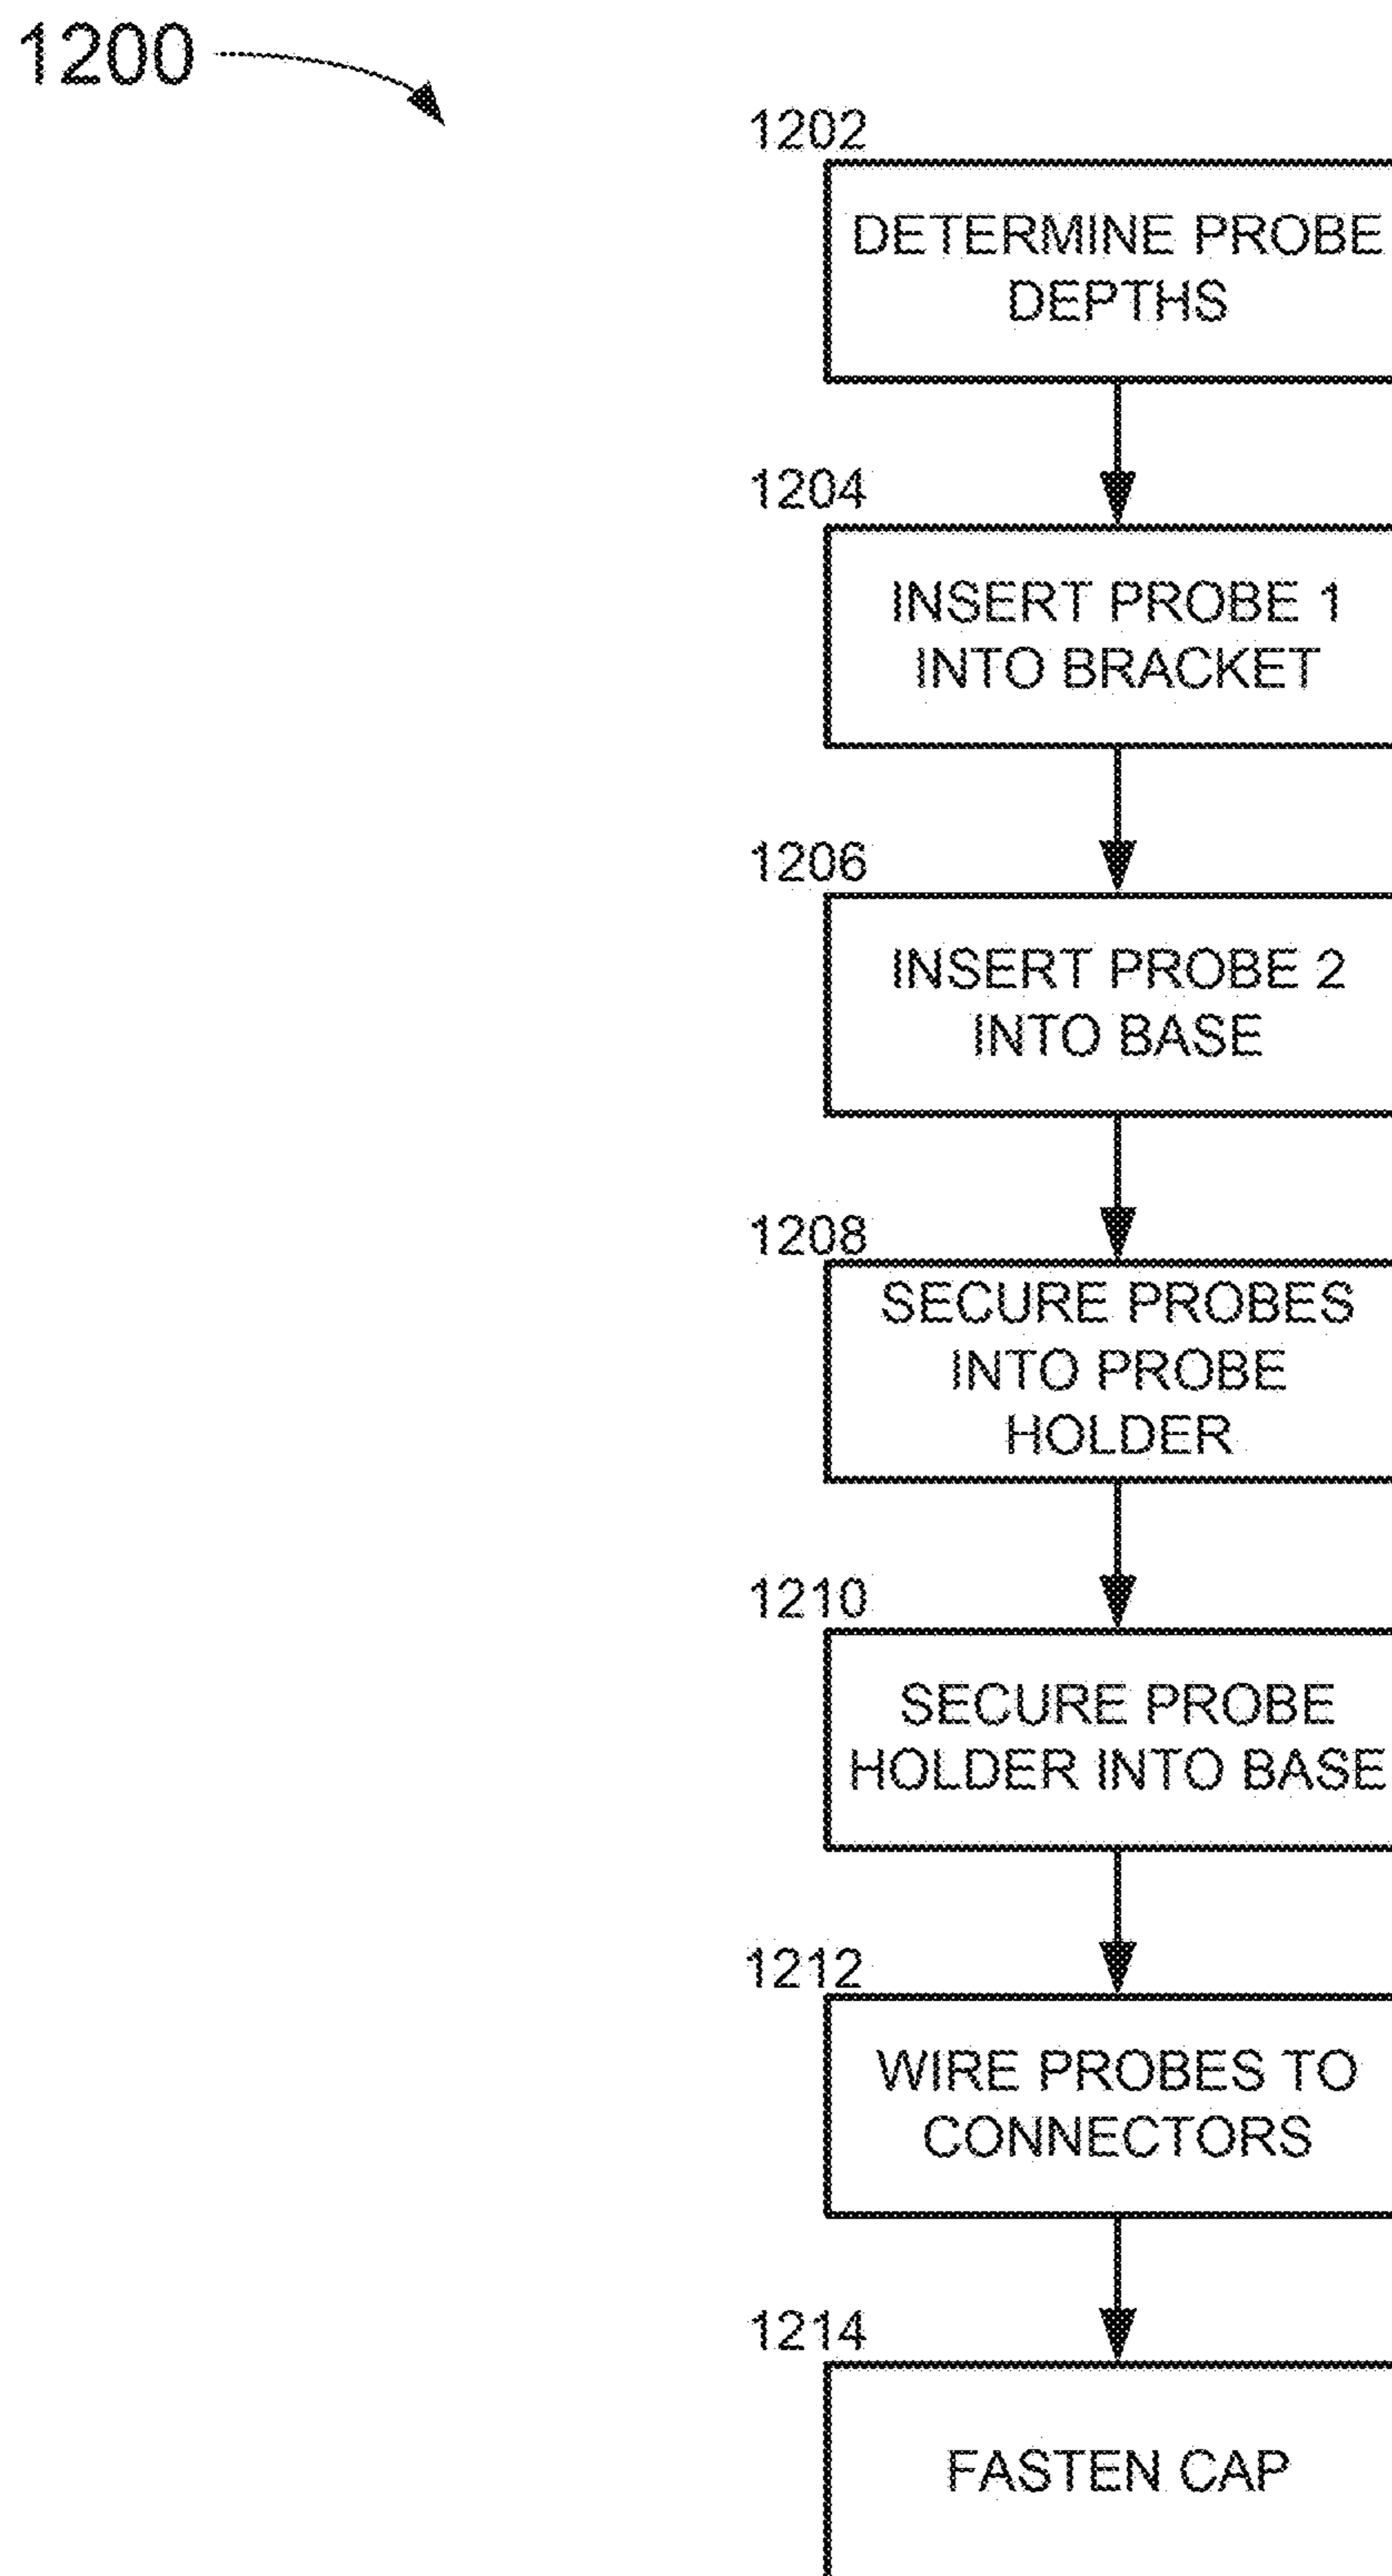 1200
1202
DETERMINE PROBE
DEPTHS
1204
INSERT PROBE 1
INTO BRACKET
1206
INSERT PROBE 2
INTO BASE
1208
SECURE PROBES
INTO PROBE
HOLDER
1210
SECURE PROBE
HOLDER INTO BASE
1212
WIRE PROBES TO
CONNECTORS
1214
FASTEN CAP